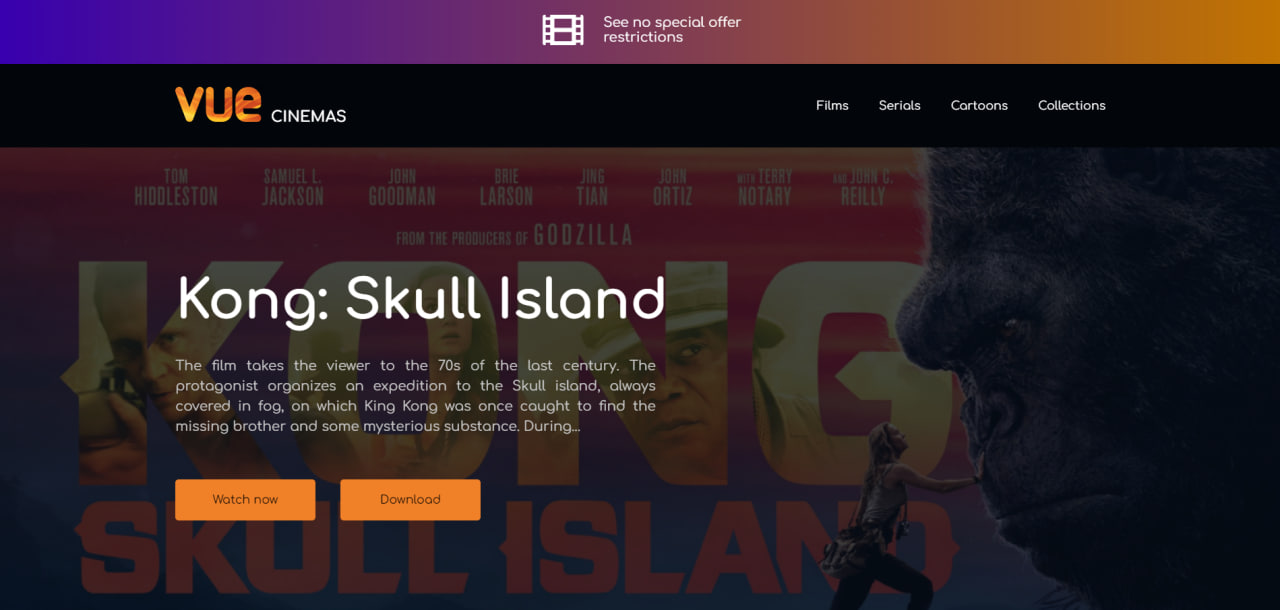 See no special offer
restrictions
vue CINEMAS
Films Serials Cartoons Collections
TOM HIDDLESTON SAMUEL L. JACKSON JOHN GOODMAN BRIE LARSON JING TIAN JOHN ORTIZ WITH TERRY NOTARY AND JOHN C. REILLY
FROM THE PRODUCERS OF GODZILLA
KONG
SKULL ISLAND
Kong: Skull Island
The film takes the viewer to the 70s of the last century. The
protagonist organizes an expedition to the Skull island, always
covered in fog, on which King Kong was once caught to find the
missing brother and some mysterious substance. During...
Watch now Download